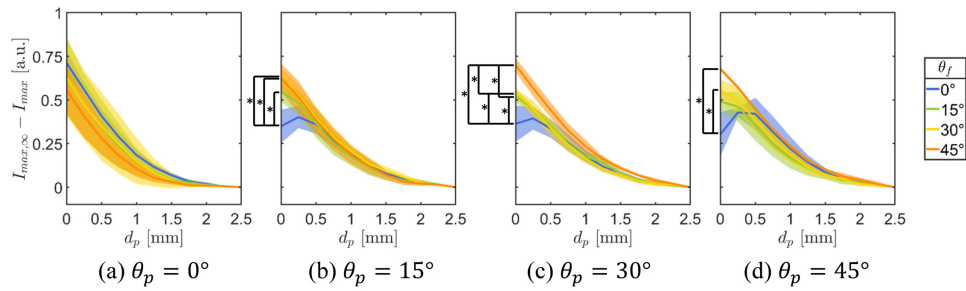 I_{max,∞} − I_{max} [a.u.]
1
0.75
0.5
0.25
0
0 0.5 1 1.5 2 2.5
d_p [mm]
(a) θ_p = 0°
* * *
0 0.5 1 1.5 2 2.5
d_p [mm]
(b) θ_p = 15°
* * * * *
0 0.5 1 1.5 2 2.5
d_p [mm]
(c) θ_p = 30°
* *
0 0.5 1 1.5 2 2.5
d_p [mm]
(d) θ_p = 45°
θ_f
0°
15°
30°
45°